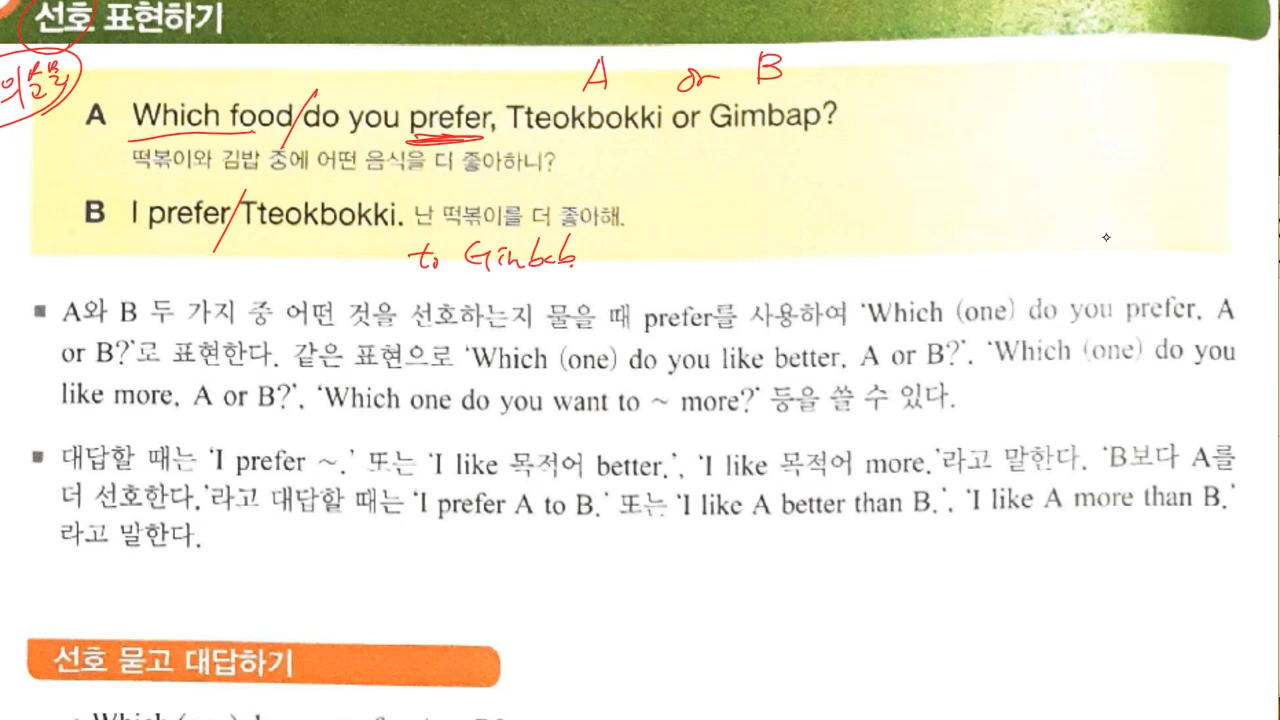 선호 표현하기
A or B
A Which food do you prefer, Tteokbokki or Gimbap?
떡볶이와 김밥 중에 어떤 음식을 더 좋아하니?
B I prefer Tteokbokki. 난 떡볶이를 더 좋아해.
to Gimbab.
■ A와 B 두 가지 중 어떤 것을 선호하는지 물을 때 prefer를 사용하여 ‘Which (one) do you prefer, A
or B?’로 표현한다. 같은 표현으로 ‘Which (one) do you like better, A or B?’, ‘Which (one) do you
like more, A or B?’, ‘Which one do you want to ~ more?’ 등을 쓸 수 있다.
■ 대답할 때는 ‘I prefer ~.’ 또는 ‘I like 목적어 better.’, ‘I like 목적어 more.’라고 말한다. ‘B보다 A를
더 선호한다.’라고 대답할 때는 ‘I prefer A to B.’ 또는 ‘I like A better than B.’, ‘I like A more than B.’
라고 말한다.
선호 묻고 대답하기